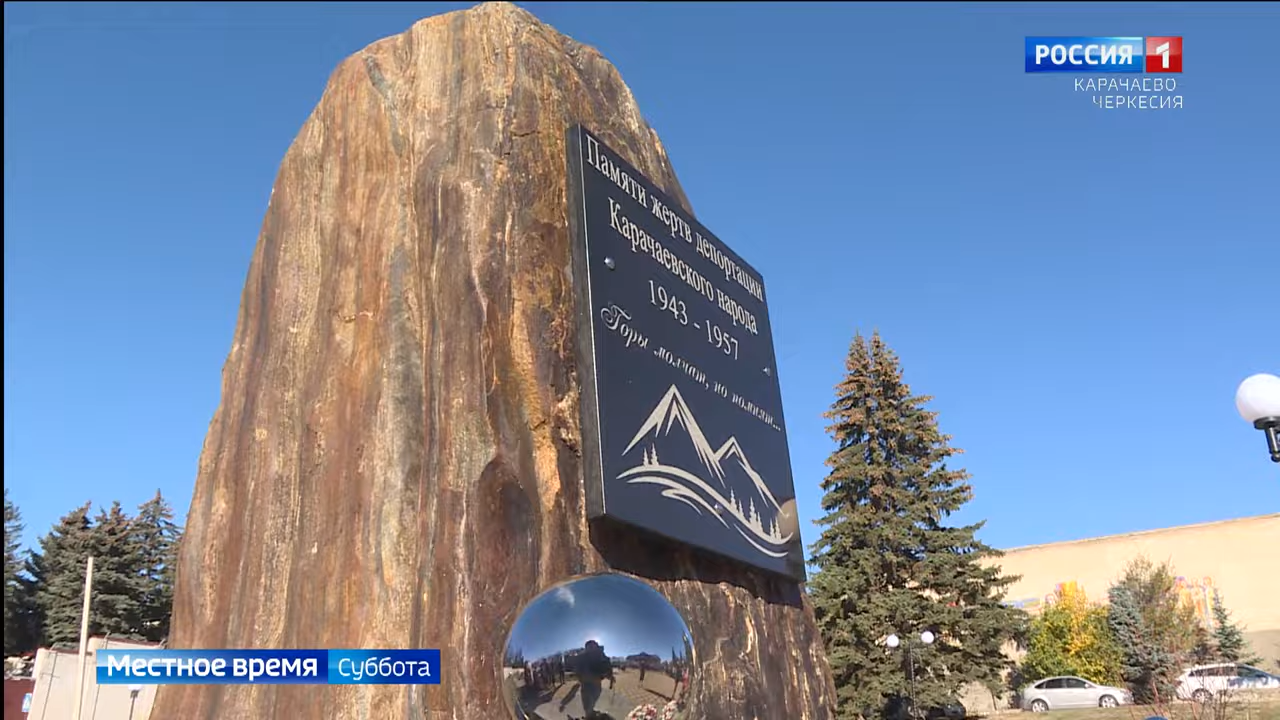 РОССИЯ 1
КАРАЧАЕВО
ЧЕРКЕСИЯ
Памяти жертв депортации
Карачаевского народа
1943 - 1957
Горы молчат, но помнят...
Местное время Суббота